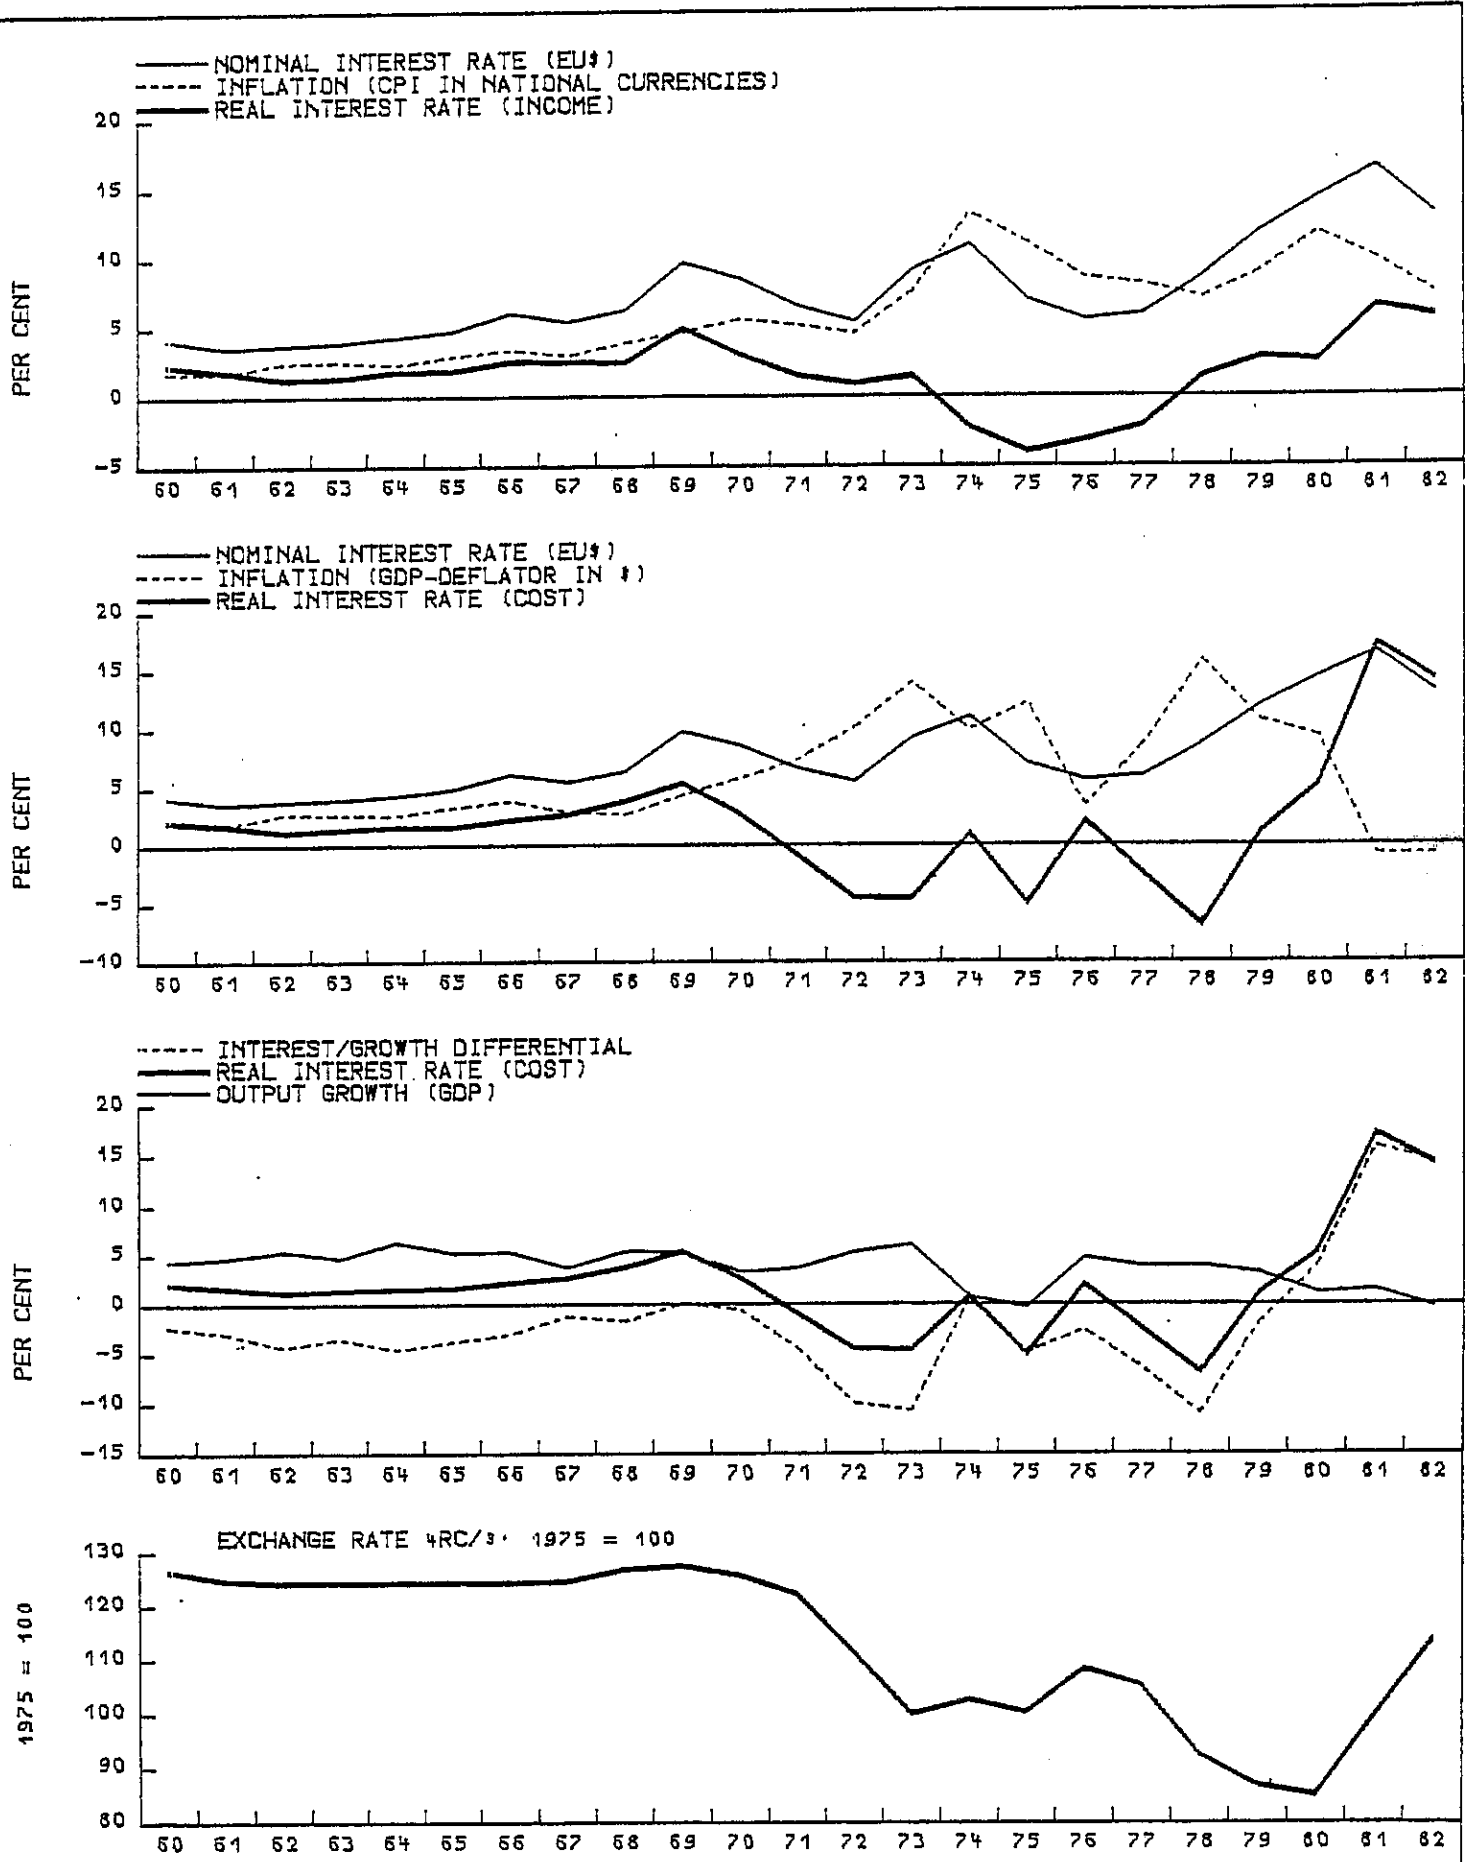 NOMINAL INTEREST RATE (EU$)
INFLATION (CPI IN NATIONAL CURRENCIES)
REAL INTEREST RATE (INCOME)
20
15
10
5
0
-5
PER CENT
60 61 62 63 64 65 66 67 68 69 70 71 72 73 74 75 76 77 78 79 80 81 82
NOMINAL INTEREST RATE (EU$)
INFLATION (GDP-DEFLATOR IN $)
REAL INTEREST RATE (COST)
20
15
10
5
0
-5
-10
PER CENT
60 61 62 63 64 65 66 67 68 69 70 71 72 73 74 75 76 77 78 79 80 81 82
INTEREST/GROWTH DIFFERENTIAL
REAL INTEREST RATE (COST)
OUTPUT GROWTH (GDP)
20
15
10
5
0
-5
-10
-15
PER CENT
60 61 62 63 64 65 66 67 68 69 70 71 72 73 74 75 76 77 78 79 80 81 82
EXCHANGE RATE 1975 = 100
130
120
110
100
90
80
1975 = 100
60 61 62 63 64 65 66 67 68 69 70 71 72 73 74 75 76 77 78 79 80 81 82